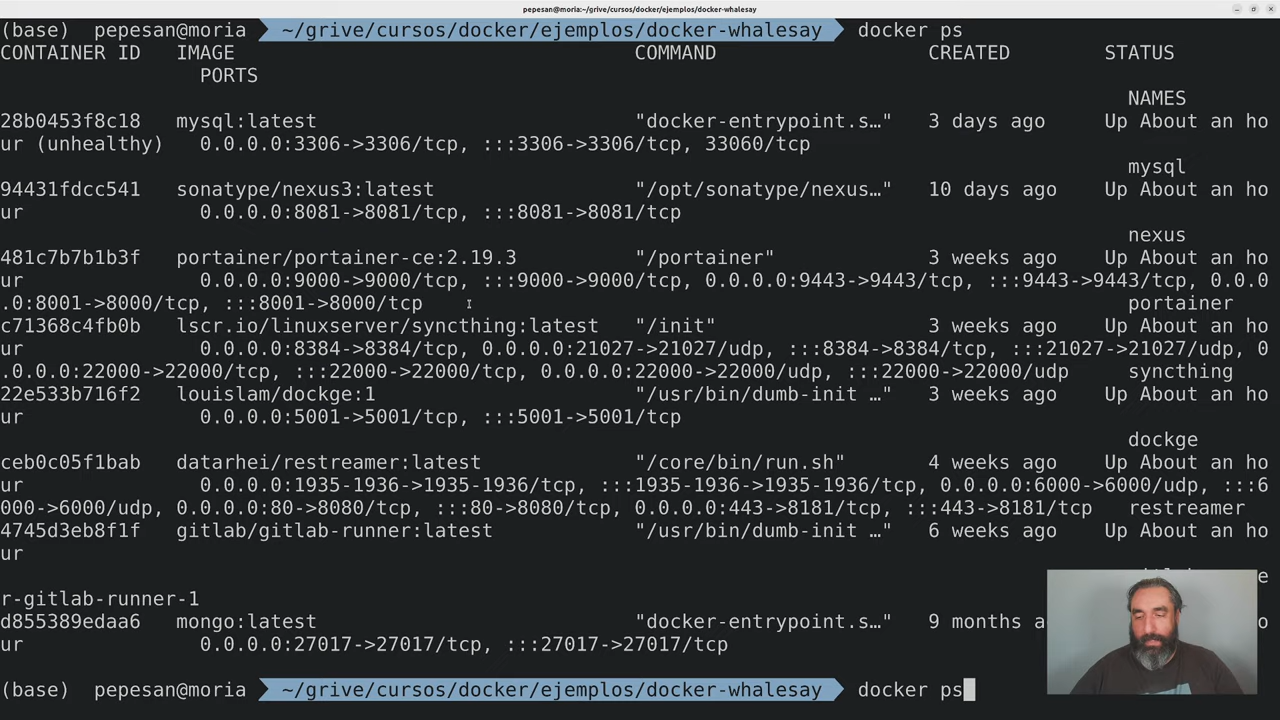 pepesan@moria:~/grive/cursos/docker/ejemplos/docker-whalesay
(base) pepesan@moria ~/grive/cursos/docker/ejemplos/docker-whalesay docker ps
CONTAINER ID IMAGE COMMAND CREATED STATUS
PORTS
NAMES
28b0453f8c18 mysql:latest "docker-entrypoint.s…" 3 days ago Up About an ho
ur (unhealthy) 0.0.0.0:3306->3306/tcp, :::3306->3306/tcp, 33060/tcp
mysql
94431fdcc541 sonatype/nexus3:latest "/opt/sonatype/nexus…" 10 days ago Up About an ho
ur 0.0.0.0:8081->8081/tcp, :::8081->8081/tcp
nexus
481c7b7b1b3f portainer/portainer-ce:2.19.3 "/portainer" 3 weeks ago Up About an ho
ur 0.0.0.0:9000->9000/tcp, :::9000->9000/tcp, 0.0.0.0:9443->9443/tcp, :::9443->9443/tcp, 0.0.0
.0:8001->8000/tcp, :::8001->8000/tcp portainer
c71368c4fb0b lscr.io/linuxserver/syncthing:latest "/init" 3 weeks ago Up About an ho
ur 0.0.0.0:8384->8384/tcp, 0.0.0.0:21027->21027/udp, :::8384->8384/tcp, :::21027->21027/udp, 0
.0.0.0:22000->22000/tcp, :::22000->22000/tcp, 0.0.0.0:22000->22000/udp, :::22000->22000/udp syncthing
22e533b716f2 louislam/dockge:1 "/usr/bin/dumb-init …" 3 weeks ago Up About an ho
ur 0.0.0.0:5001->5001/tcp, :::5001->5001/tcp
dockge
ceb0c05f1bab datarhei/restreamer:latest "/core/bin/run.sh" 4 weeks ago Up About an ho
ur 0.0.0.0:1935-1936->1935-1936/tcp, :::1935-1936->1935-1936/tcp, 0.0.0.0:6000->6000/udp, :::6
000->6000/udp, 0.0.0.0:80->8080/tcp, :::80->8080/tcp, 0.0.0.0:443->8181/tcp, :::443->8181/tcp restreamer
4745d3eb8f1f gitlab/gitlab-runner:latest "/usr/bin/dumb-init …" 6 weeks ago Up About an ho
ur
r-gitlab-runner-1
d855389edaa6 mongo:latest "docker-entrypoint.s…" 9 months
ur 0.0.0.0:27017->27017/tcp, :::27017->27017/tcp
(base) pepesan@moria ~/grive/cursos/docker/ejemplos/docker-whalesay docker ps